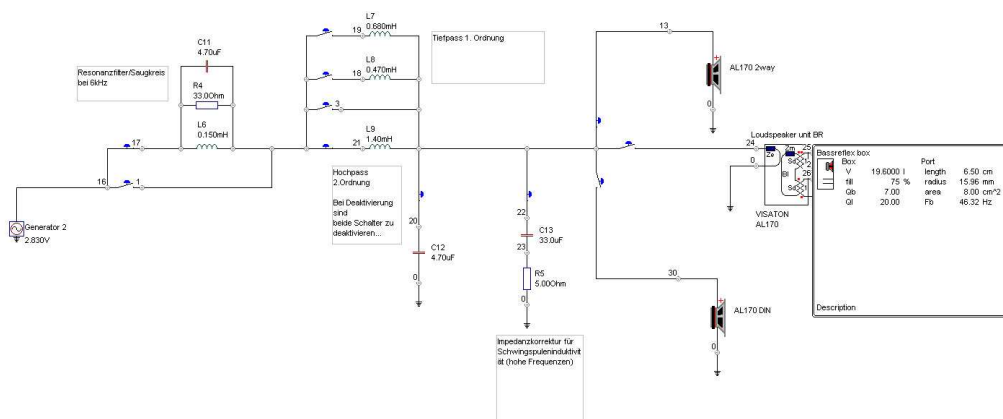 L7
0.680mH
19
Tiefpass 1. Ordnung
13
AL170 2way
0
C11
4.70uF
Resonanzfilter/Saugkreis
bei 6kHz
R4
33.0Ohm
L8
0.470mH
18
3
L6
0.150mH
17
L9
1.40mH
21
16
1
Generator 2
2.830V
Hochpass
2.Ordnung
Bei Deaktivierung
sind
beide Schalter zu
deaktivieren...
20
C12
4.70uF
0
22
C13
33.0uF
23
R5
5.00Ohm
0
Impedanzkorrektur für
Schwingspuleninduktivit
ät (hohe Frequenzen)
30
AL170 DIN
0
Loudspeaker unit BR
24
0
Ze
Zm
Sd
Bl
Sd
25
26
VISATON
AL170
Bassreflex box
Box
Port
V 19.6000 l length 6.50 cm
fill 75 % radius 15.96 mm
Qb 7.00 area 8.00 cm^2
Ql 20.00 Fb 46.32 Hz
Description